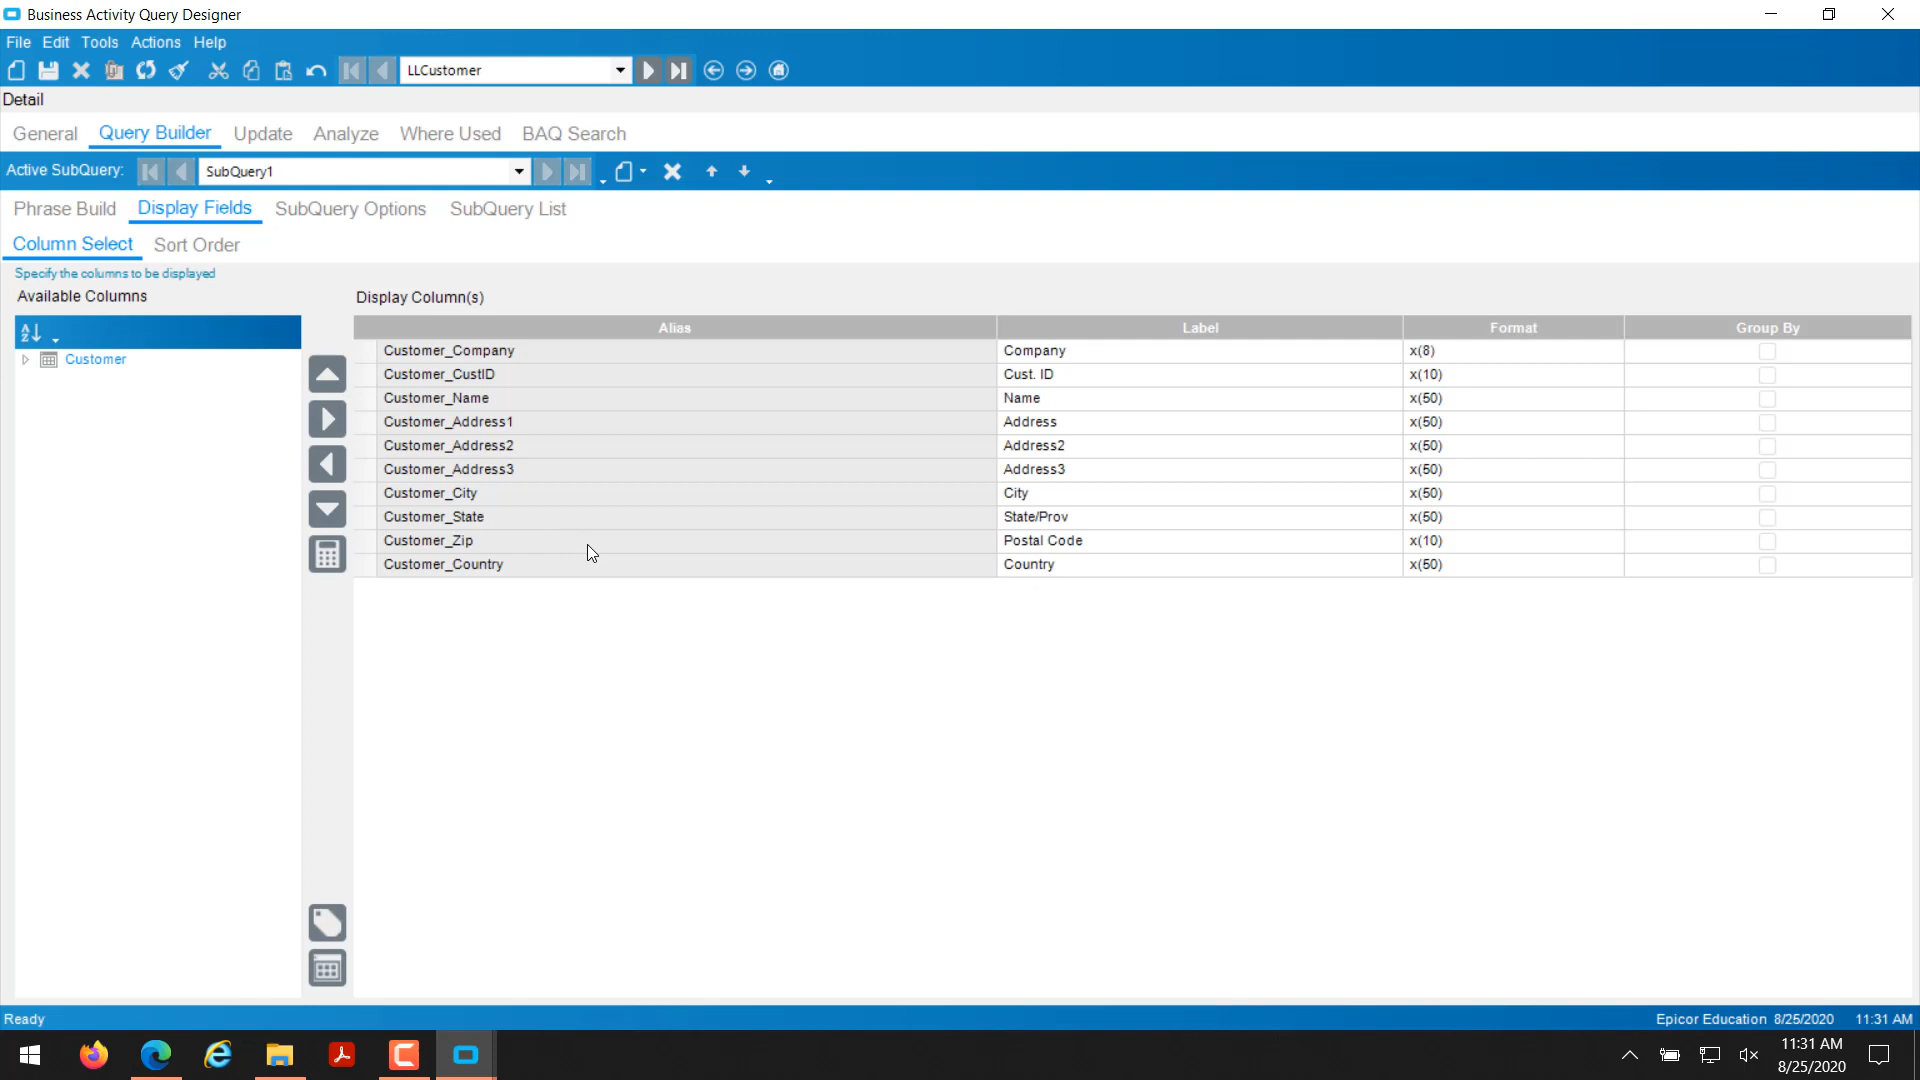 Business Activity Query Designer
File Edit Tools Actions Help
LLCustomer
Detail
General Query Builder Update Analyze Where Used BAQ Search
Active SubQuery: SubQuery1
Phrase Build Display Fields SubQuery Options SubQuery List
Column Select Sort Order
Specify the columns to be displayed
Available Columns
Display Column(s)
Customer
Alias Label Format Group By
Customer_Company Company x(8)
Customer_CustID Cust. ID x(10)
Customer_Name Name x(50)
Customer_Address1 Address x(50)
Customer_Address2 Address2 x(50)
Customer_Address3 Address3 x(50)
Customer_City City x(50)
Customer_State State/Prov x(50)
Customer_Zip Postal Code x(10)
Customer_Country Country x(50)
Ready
Epicor Education 8/25/2020 11:31 AM
11:31 AM
8/25/2020